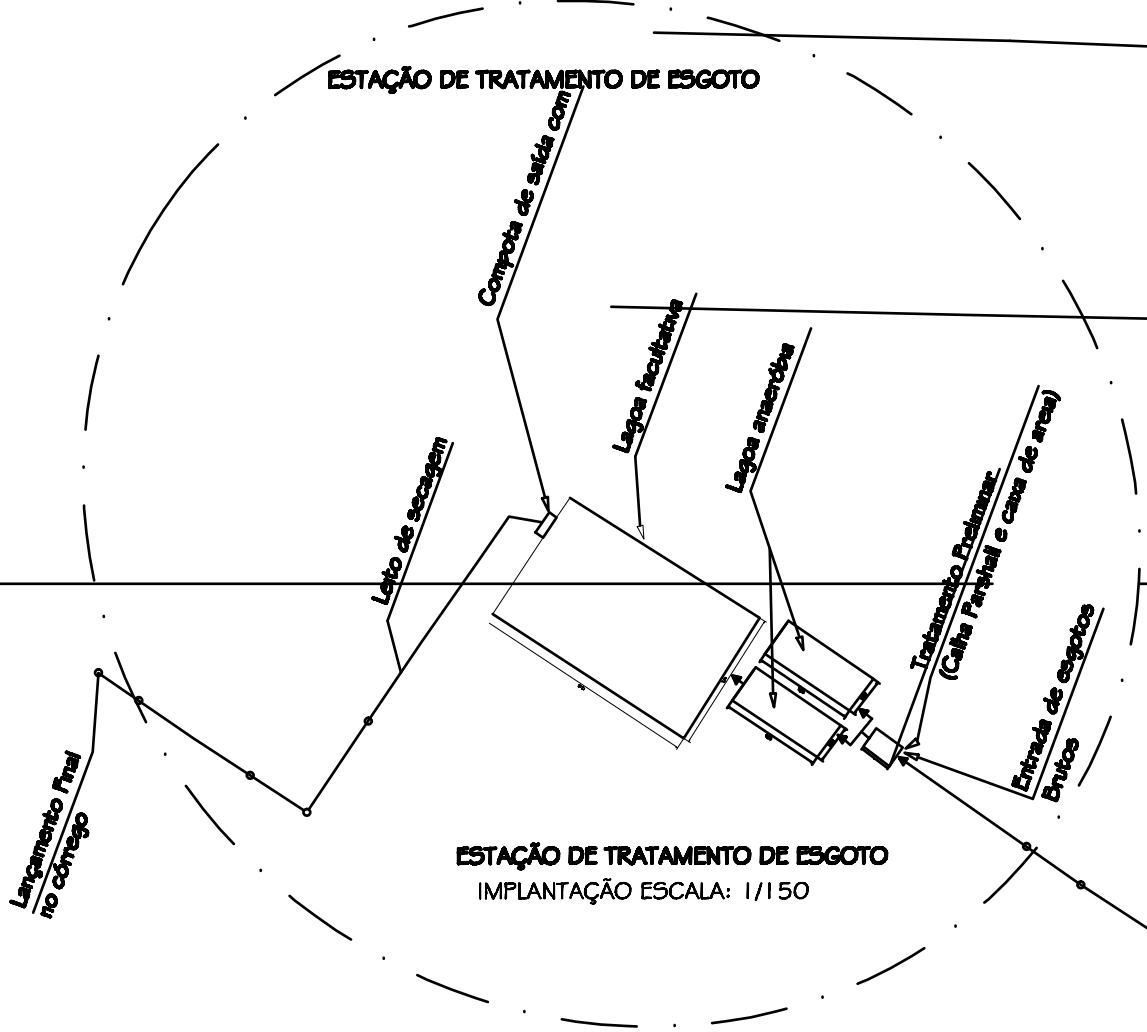 ESTAÇÃO DE TRATAMENTO DE ESGOTO
Compota de saída com
Lagoa facultativa
Lagoa anaeróbia
Leito de secagem
Tratamento Preliminar
(Calha Parshall e caixa de areia)
Entrada de esgotos
Brutos
Lançamento Final
no córrego
ESTAÇÃO DE TRATAMENTO DE ESGOTO
IMPLANTAÇÃO ESCALA: 1/150